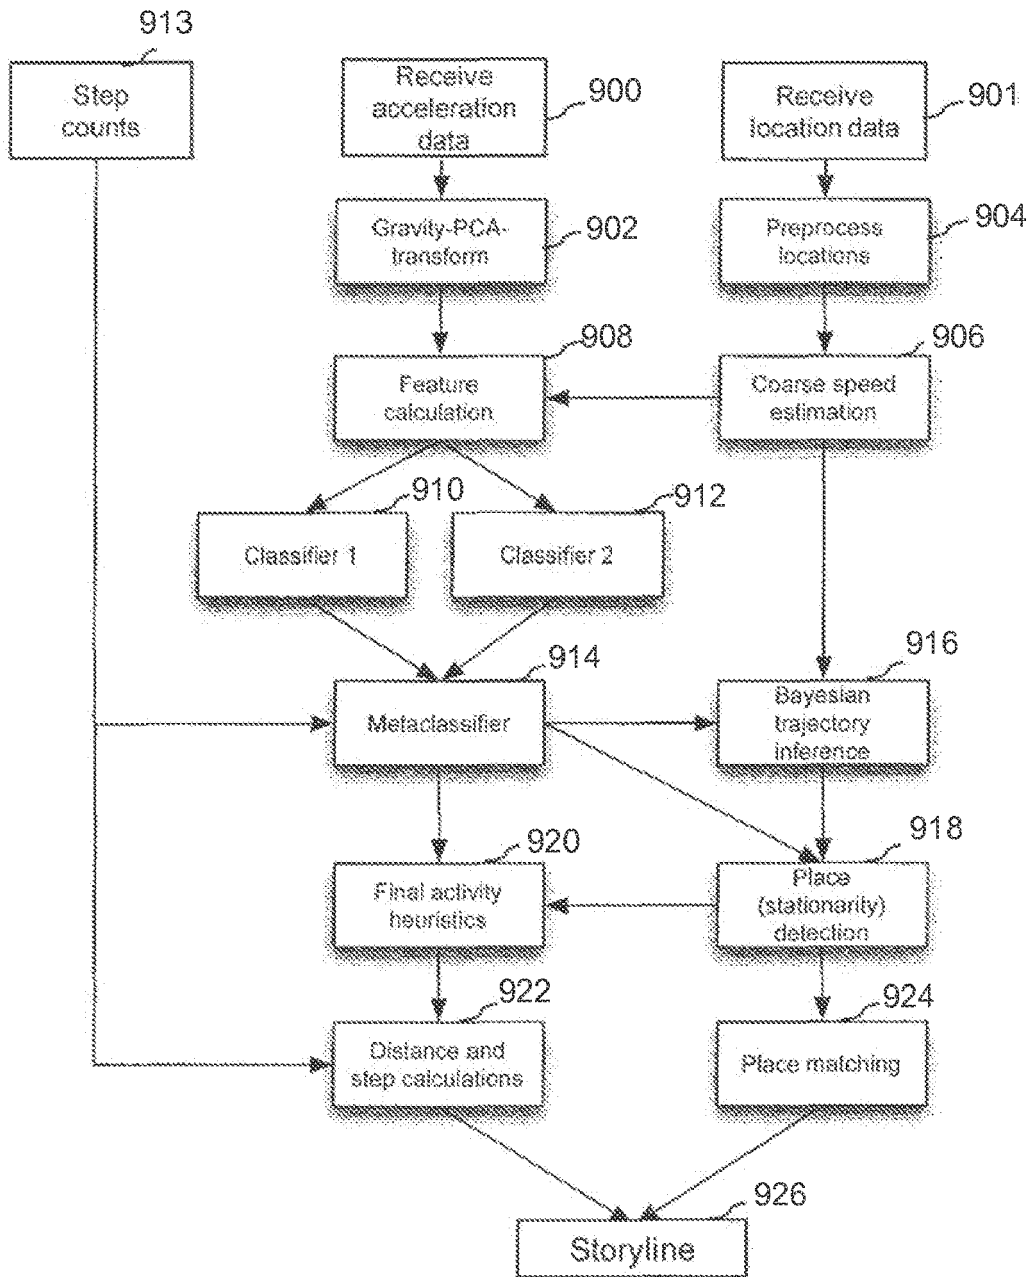 913
Step
counts
Receive
acceleration
data
900
Receive
location data
901
Gravity-PCA-
transform
902
Preprocess
locations
904
908
Feature
calculation
906
Coarse speed
estimation
910
Classifier 1
912
Classifier 2
914
Metaclassifier
916
Bayesian
trajectory
inference
920
Final activity
heuristics
918
Place
(stationarity)
detection
922
Distance and
step calculations
924
Place matching
926
Storyline